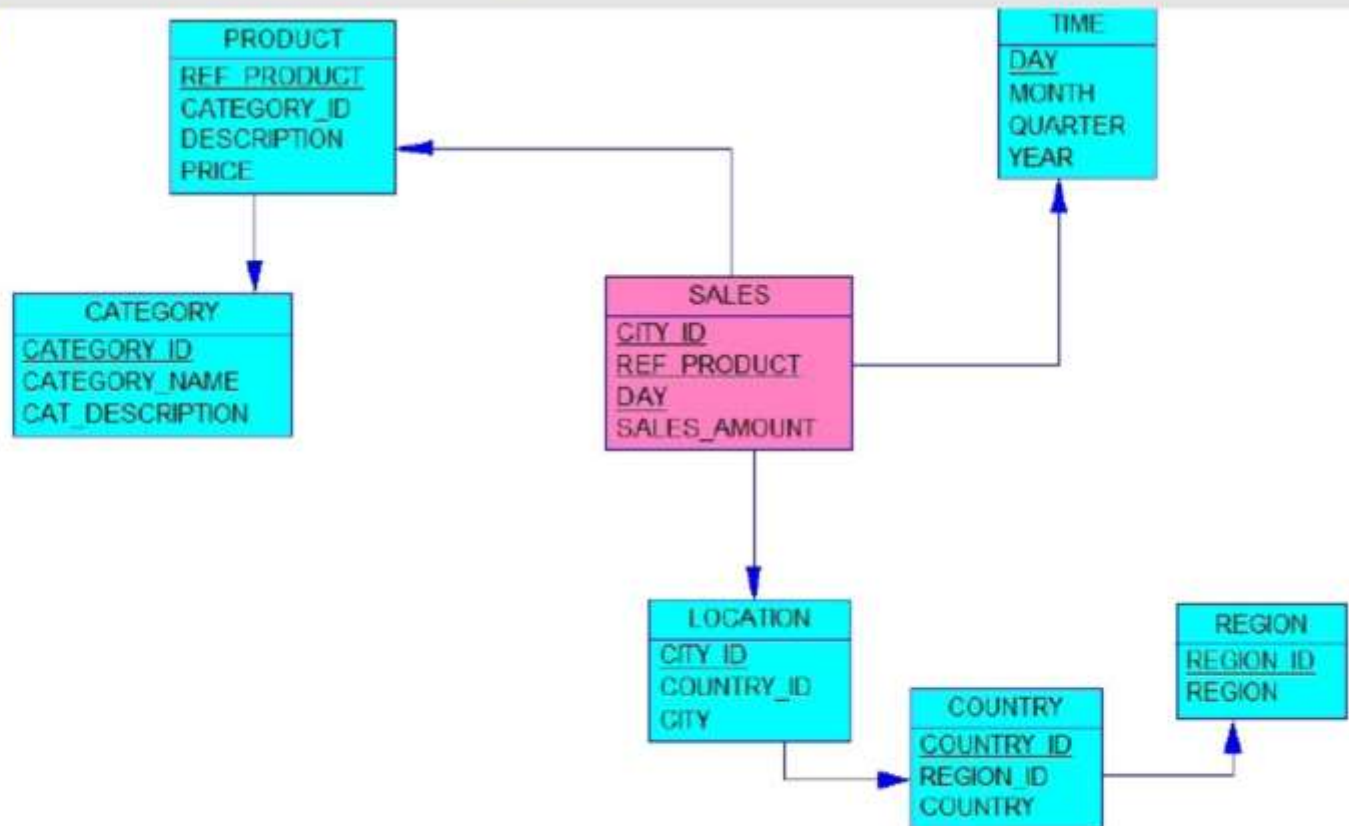 PRODUCT
REF_PRODUCT
CATEGORY_ID
DESCRIPTION
PRICE
TIME
DAY
MONTH
QUARTER
YEAR
CATEGORY
CATEGORY_ID
CATEGORY_NAME
CAT_DESCRIPTION
SALES
CITY_ID
REF_PRODUCT
DAY
SALES_AMOUNT
LOCATION
CITY_ID
COUNTRY_ID
CITY
COUNTRY
COUNTRY_ID
REGION_ID
COUNTRY
REGION
REGION_ID
REGION